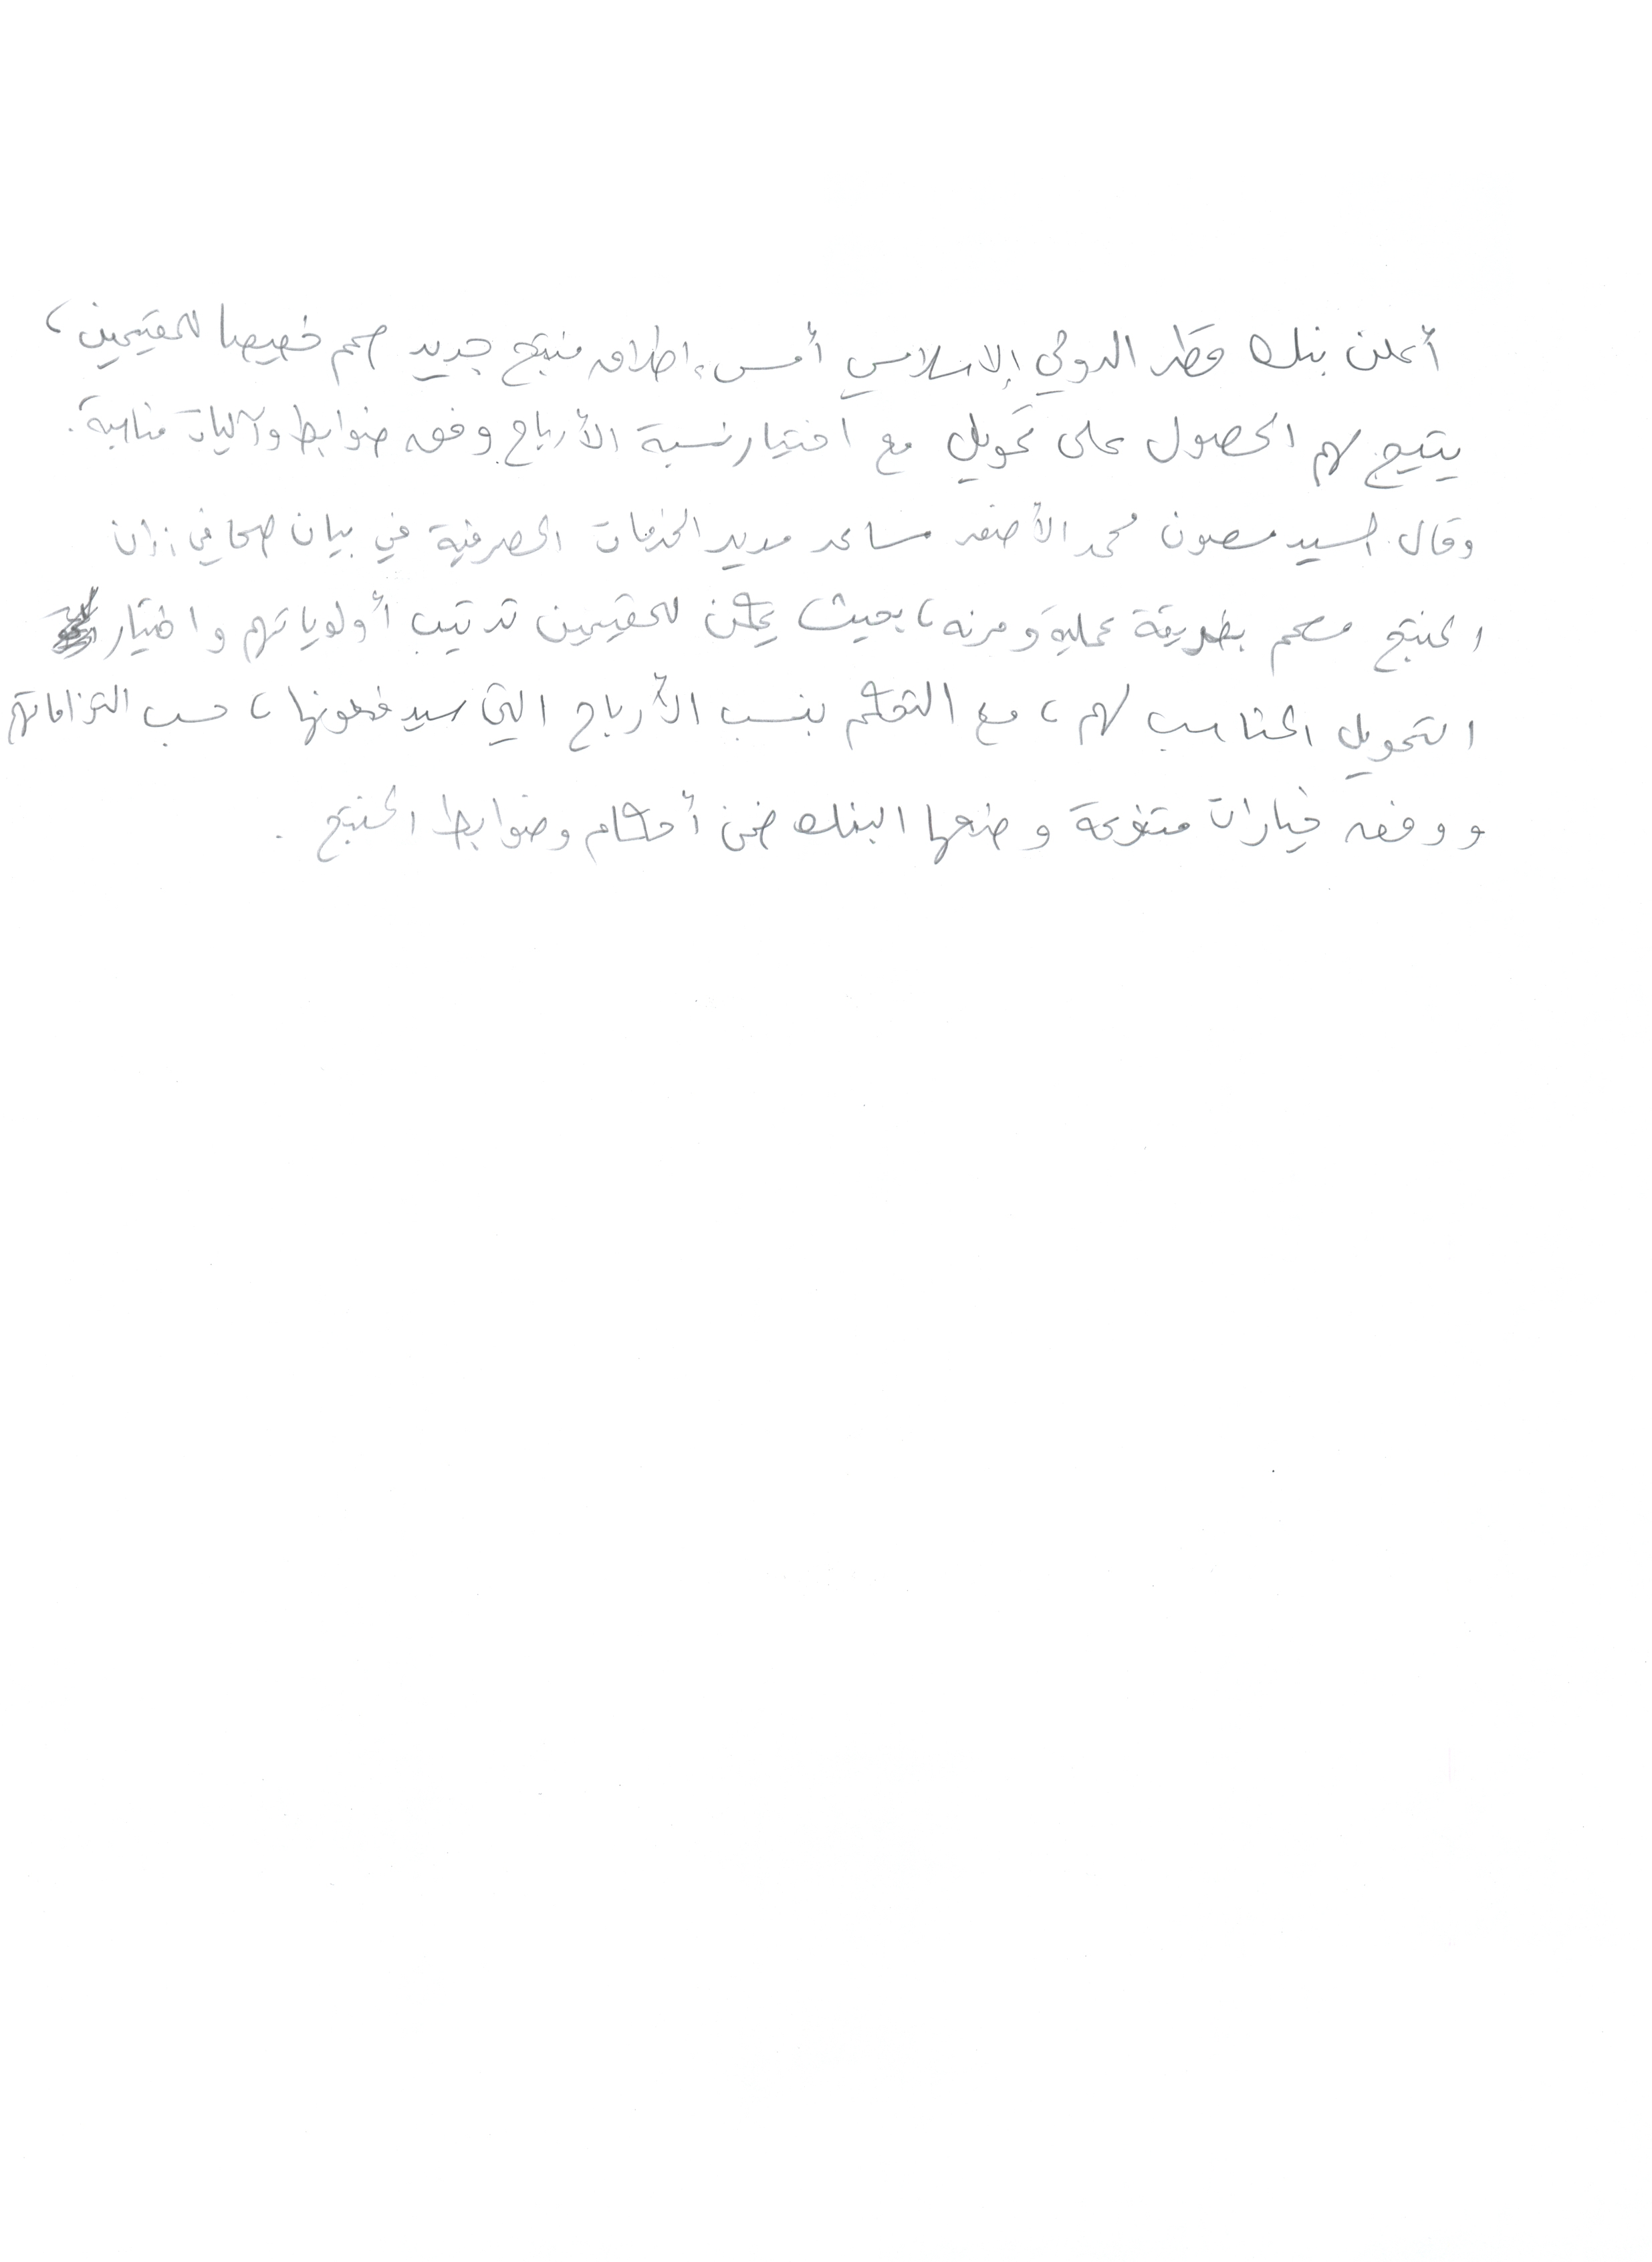 أعلن بنك قطر الدولي الإسلامي أمس، اطلاق منتج جديد صمم خصيصا للمقيمين،
يتيح لهم الحصول على تمويل مع اختيار نسبة الأرباح وفق ضوابط وآليات مناسبة.
وقال السيد مصون محمد الأصفر مساعد مدير الخدمات المصرفية في بيان صحافي: إن
المنتج مصمم بطريقة عملية ومرنه، بحيث يمكن للمقيمين ترتيب أولوياتهم واختيار
التمويل المناسب لهم، مع التحكم بنسب الأرباح التي سيدفعونها، حسب التزاماتهم
ووفق خيارات متنوعة وضعها البنك ضمن أحكام وضوابط المنتج.